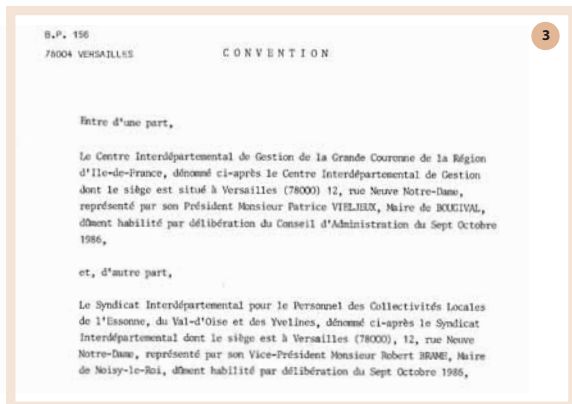 B.P. 156
3
78004 VERSAILLES
CONVENTION
Entre d'une part,
Le Centre Interdépartemental de Gestion de la Grande Couronne de la Région
d'Ile-de-France, dénommé ci-après le Centre Interdépartemental de Gestion
dont le siège est situé à Versailles (78000) 12, rue Neuve Notre-Dame,
représenté par son Président Monsieur Patrice VIELJEUX, Maire de BOUGIVAL,
dûment habilité par délibération du Conseil d'Administration du Sept Octobre
1986,
et, d'autre part,
Le Syndicat Interdépartemental pour le Personnel des Collectivités Locales
de l'Essonne, du Val-d'Oise et des Yvelines, dénommé ci-après le Syndicat
Interdépartemental dont le siège est à Versailles (78000), 12, rue Neuve
Notre-Dame, représenté par son Vice-Président Monsieur Robert BRAME, Maire
de Noisy-le-Roi, dûment habilité par délibération du Sept Octobre 1986,